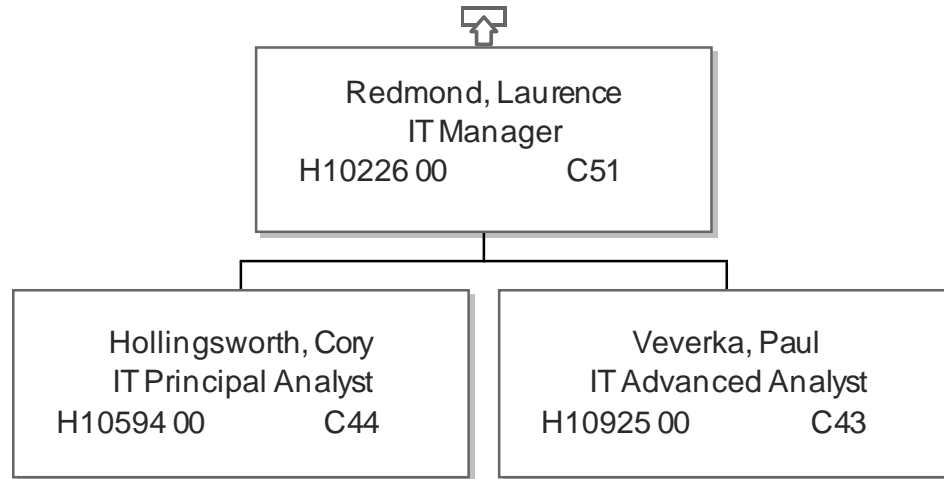 Redmond, Laurence
IT Manager
H10226 00 C51
Hollingsworth, Cory
IT Principal Analyst
H10594 00 C44
Veverka, Paul
IT Advanced Analyst
H10925 00 C43